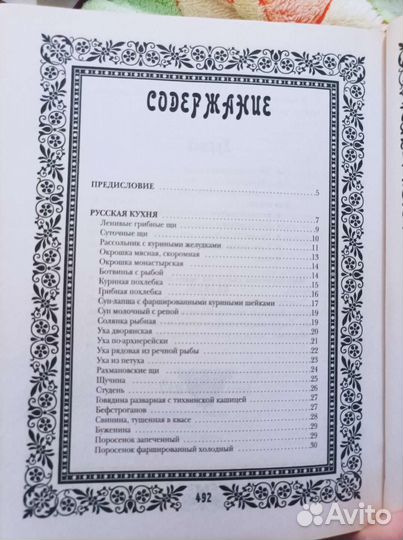 СОДЕРЖАНИЕ
ПРЕДИСЛОВИЕ 5
РУССКАЯ КУХНЯ 7
Ленивые грибные щи 9
Суточные щи 10
Рассольник с куриными желудками 11
Окрошка мясная, скоромная 13
Окрошка монастырская 14
Ботвинья с рыбой 14
Куриная похлебка 15
Грибная похлебка 16
Суп-лапша с фаршированными куриными шейками 17
Суп молочный с репой 19
Солянка рыбная 19
Уха дворянская 20
Уха по-архиерейски 21
Уха рядовая из речной рыбы 22
Уха из петуха 23
Рахмановские щи 24
Щучина 25
Студень 26
Говядина разварная с тихвинской кашицей 27
Бефстроганов 27
Свинина, тушенная в квасе 28
Буженина 29
Поросенок запеченный 29
Поросенок фаршированный холодный 30
492
Avito